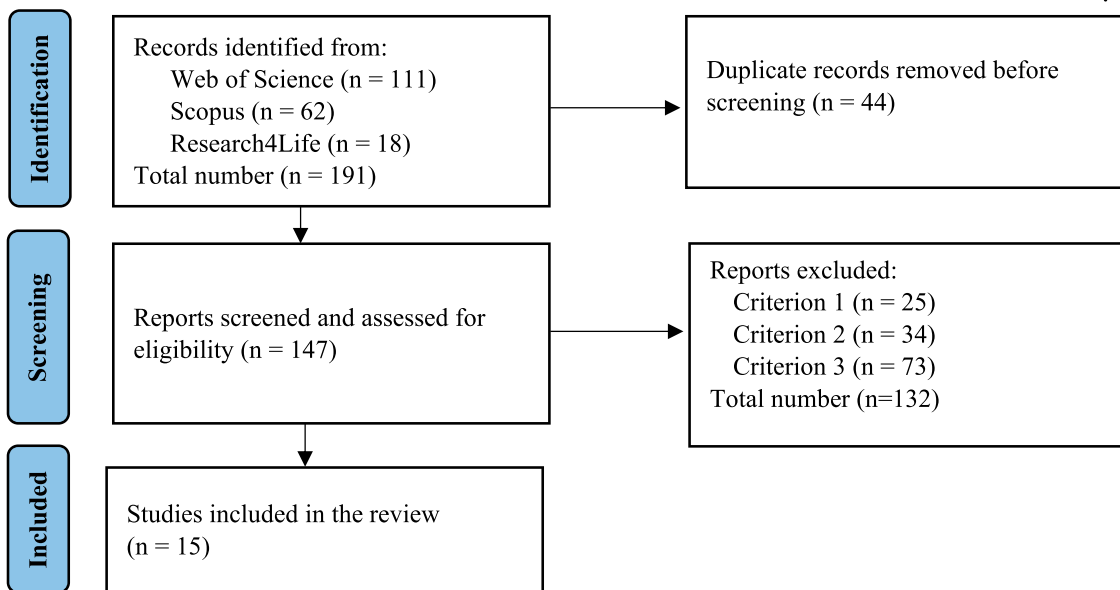 Identification
Records identified from:
Web of Science (n = 111)
Scopus (n = 62)
Research4Life (n = 18)
Total number (n = 191)
Duplicate records removed before
screening (n = 44)
Screening
Reports screened and assessed for
eligibility (n = 147)
Reports excluded:
Criterion 1 (n = 25)
Criterion 2 (n = 34)
Criterion 3 (n = 73)
Total number (n=132)
Included
Studies included in the review
(n = 15)